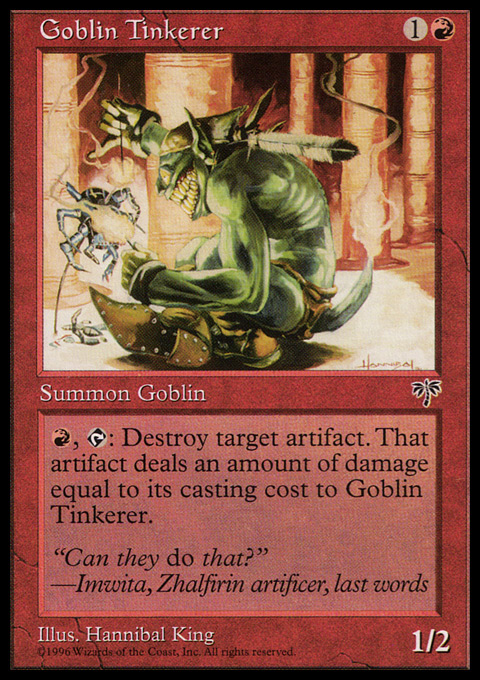 Goblin Tinkerer 1
HANNIBAL
Summon Goblin
, : Destroy target artifact. That
artifact deals an amount of damage
equal to its casting cost to Goblin
Tinkerer.
“Can they do that?”
—Imwita, Zhalfirin artificer, last words
Illus. Hannibal King
©1996 Wizards of the Coast, Inc. All rights reserved.
1/2